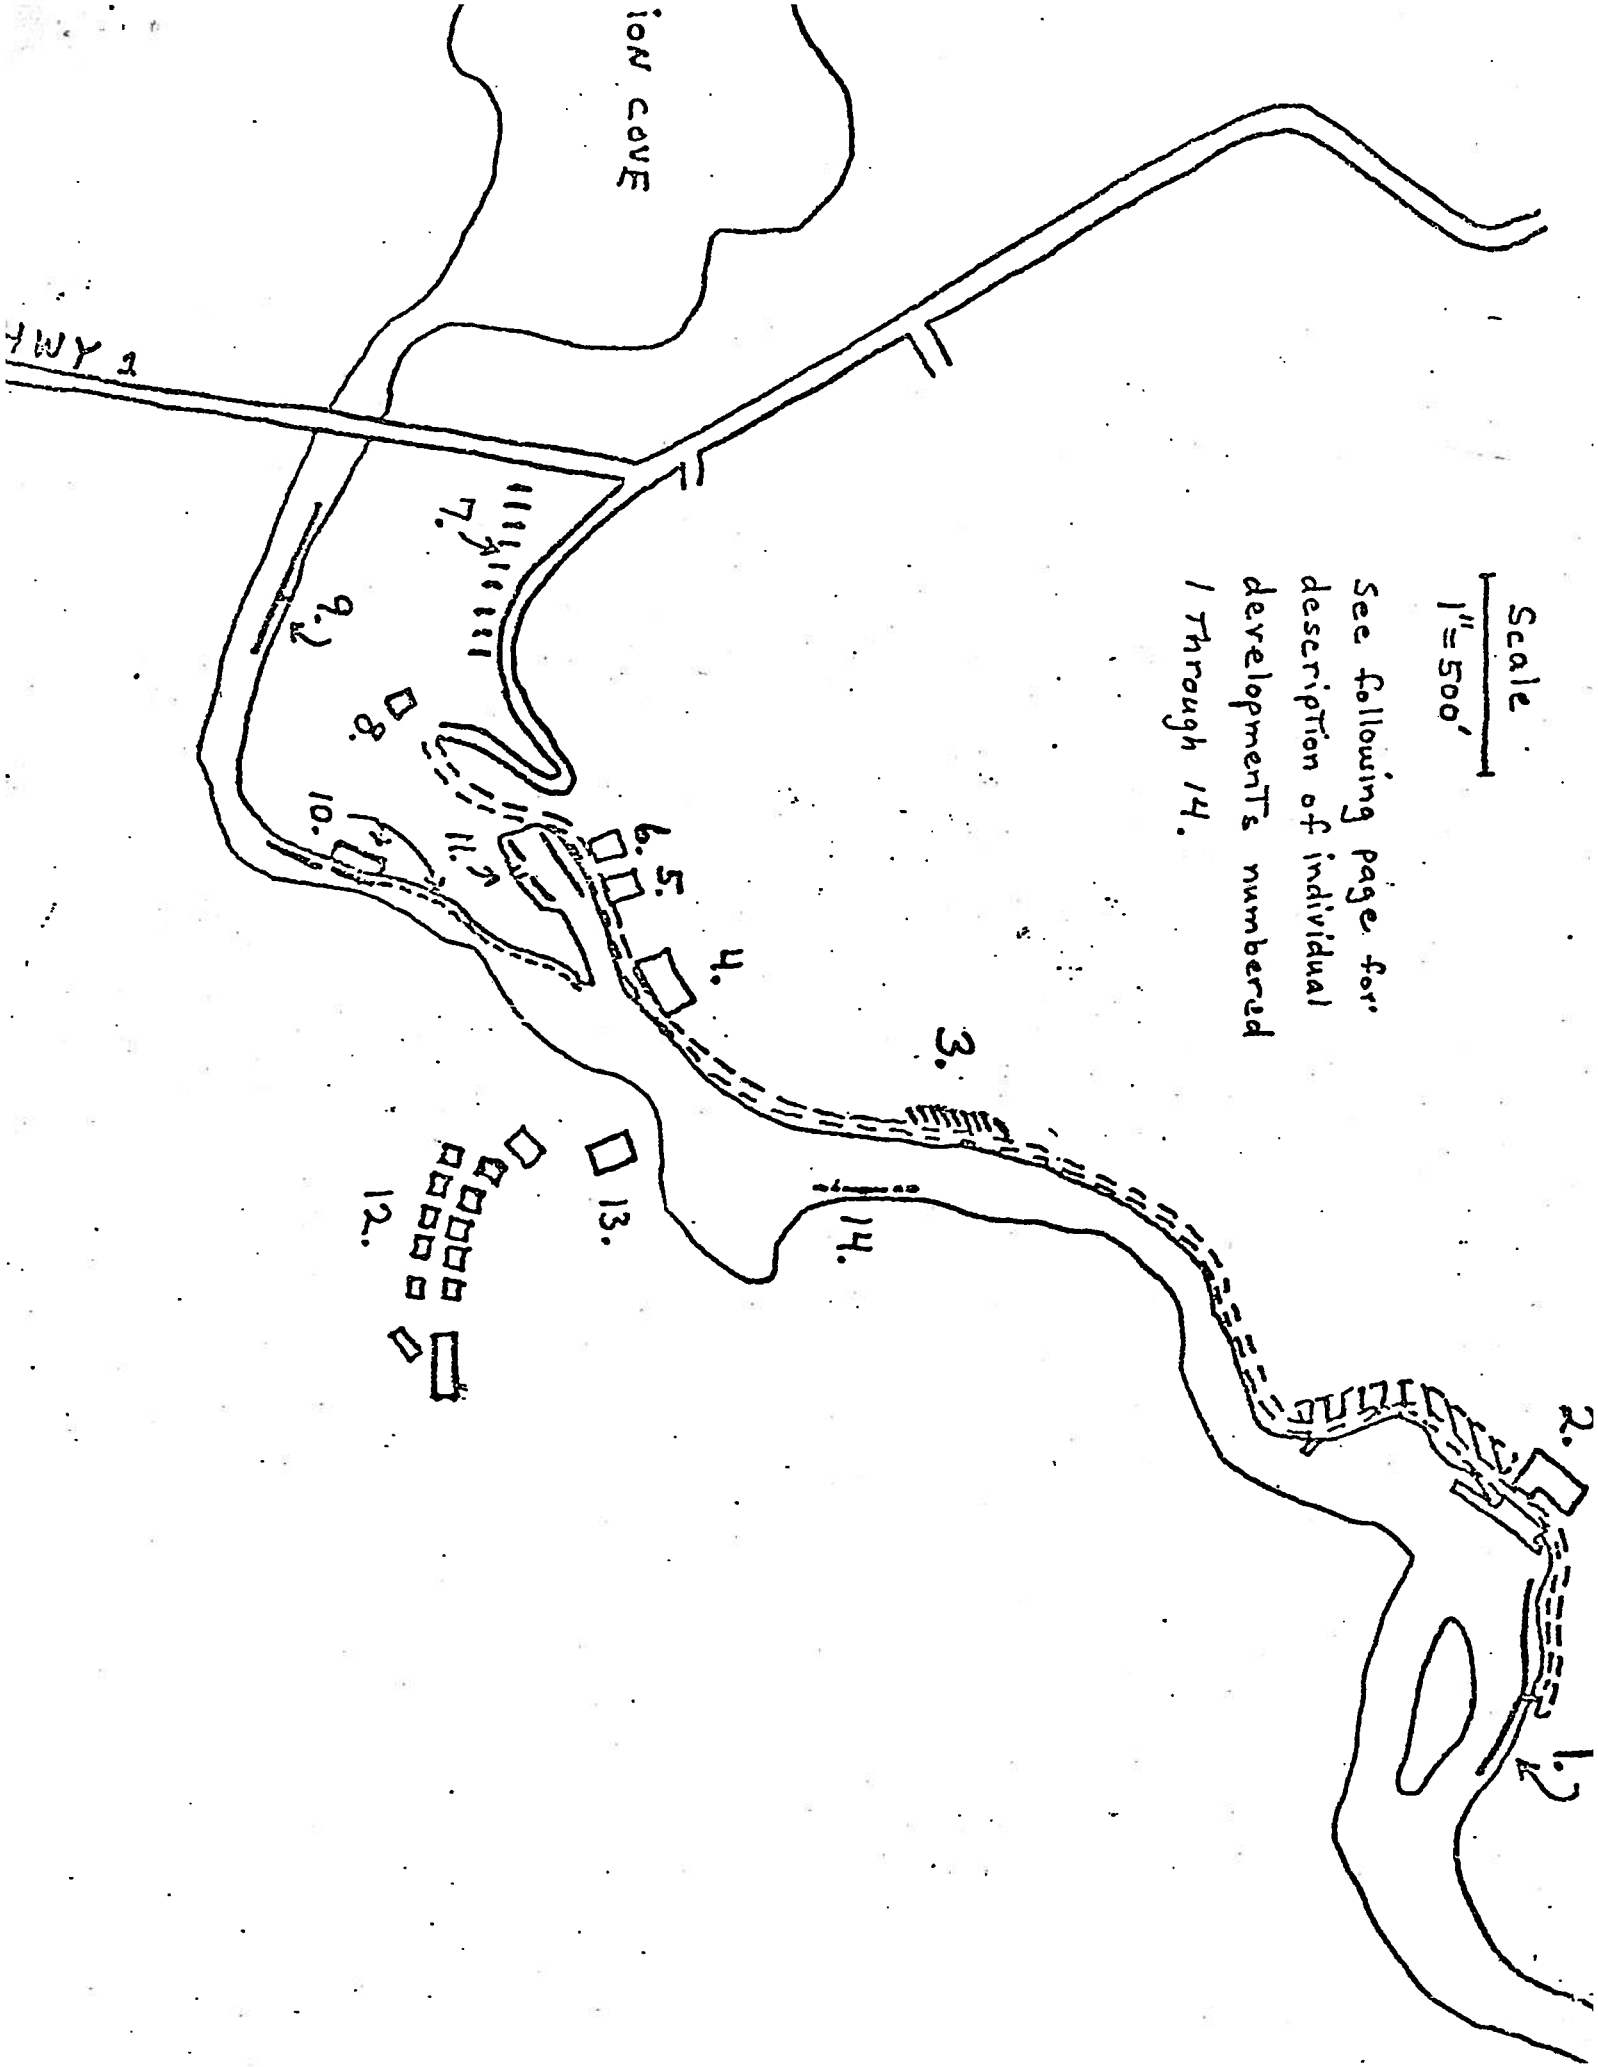 ION COVE
HWY 1
Scale
1"=500'
See following page for
description of individual
developments numbered
1 Through 14.
1.
2.
3.
4.
5.
6.
7.
8.
9.
10.
11.
12.
13.
14.